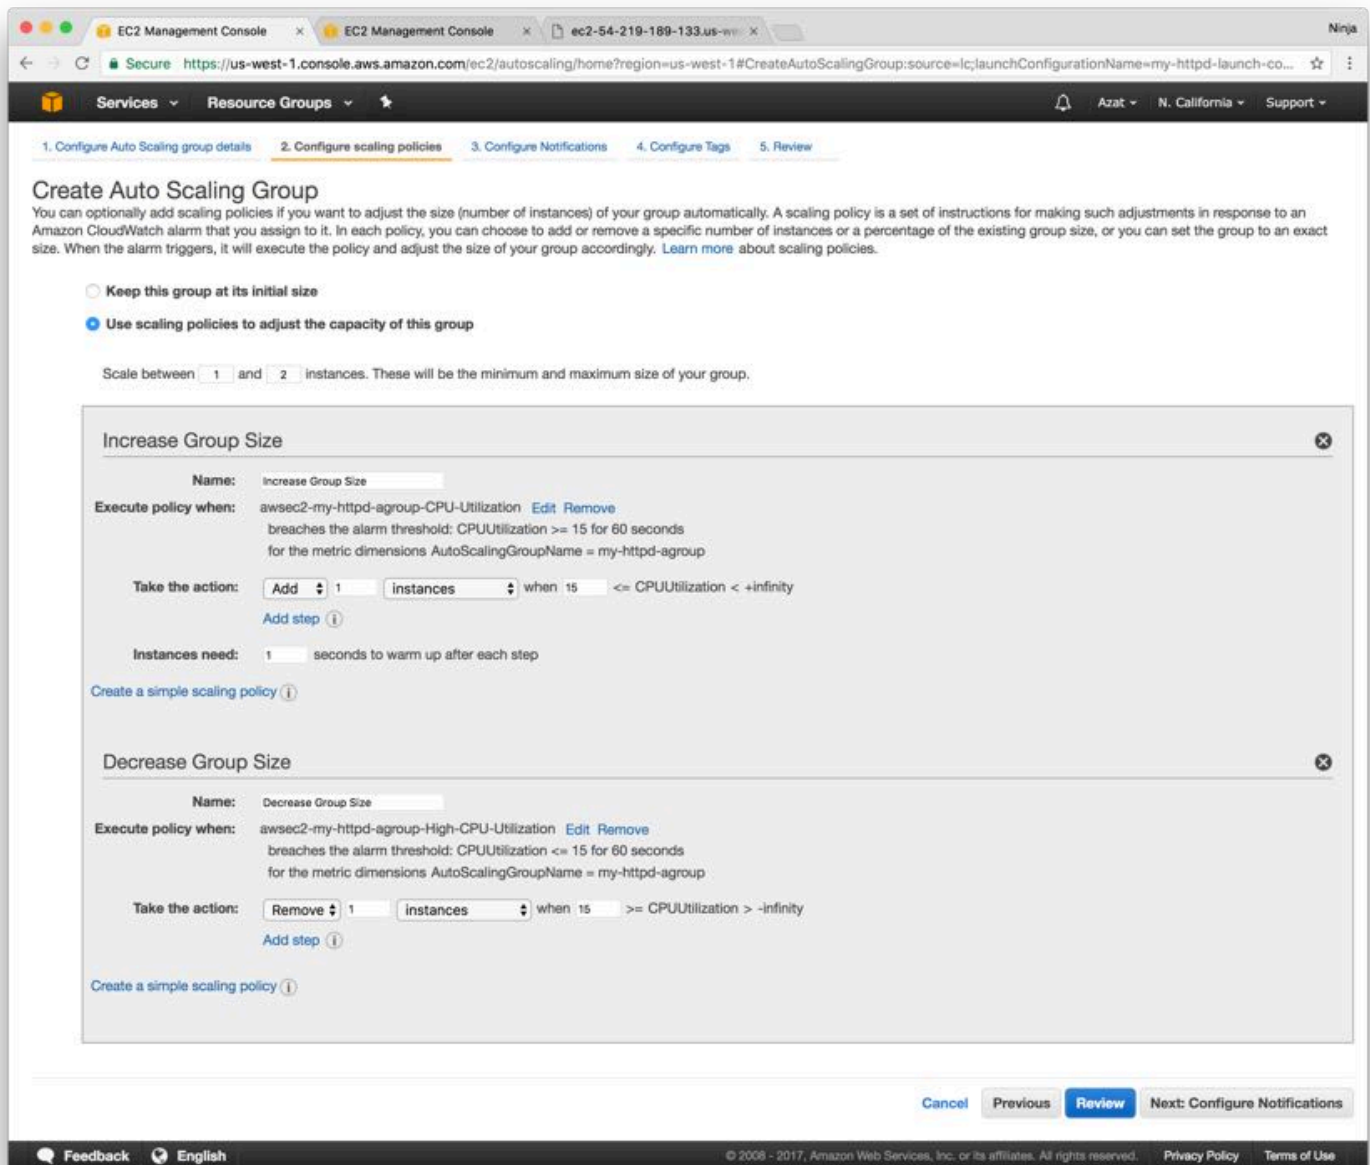 EC2 Management Console × EC2 Management Console × ec2-54-219-189-133.us-we ×
Ninja
Secure https://us-west-1.console.aws.amazon.com/ec2/autoscaling/home?region=us-west-1#CreateAutoScalingGroup:source=lc;launchConfigurationName=my-httpd-launch-co...
Services Resource Groups Azat N. California Support
1. Configure Auto Scaling group details 2. Configure scaling policies 3. Configure Notifications 4. Configure Tags 5. Review
Create Auto Scaling Group
You can optionally add scaling policies if you want to adjust the size (number of instances) of your group automatically. A scaling policy is a set of instructions for making such adjustments in response to an
Amazon CloudWatch alarm that you assign to it. In each policy, you can choose to add or remove a specific number of instances or a percentage of the existing group size, or you can set the group to an exact
size. When the alarm triggers, it will execute the policy and adjust the size of your group accordingly. Learn more about scaling policies.
Keep this group at its initial size
Use scaling policies to adjust the capacity of this group
Scale between 1 and 2 instances. These will be the minimum and maximum size of your group.
Increase Group Size
Name: Increase Group Size
Execute policy when: awsec2-my-httpd-agroup-CPU-Utilization Edit Remove
breaches the alarm threshold: CPUUtilization >= 15 for 60 seconds
for the metric dimensions AutoScalingGroupName = my-httpd-agroup
Take the action: Add 1 instances when 15 <= CPUUtilization < +infinity
Add step i
Instances need: 1 seconds to warm up after each step
Create a simple scaling policy i
Decrease Group Size
Name: Decrease Group Size
Execute policy when: awsec2-my-httpd-agroup-High-CPU-Utilization Edit Remove
breaches the alarm threshold: CPUUtilization <= 15 for 60 seconds
for the metric dimensions AutoScalingGroupName = my-httpd-agroup
Take the action: Remove 1 instances when 15 >= CPUUtilization > -infinity
Add step i
Create a simple scaling policy i
Cancel Previous Review Next: Configure Notifications
Feedback English © 2008 - 2017, Amazon Web Services, Inc. or its affiliates. All rights reserved. Privacy Policy Terms of Use